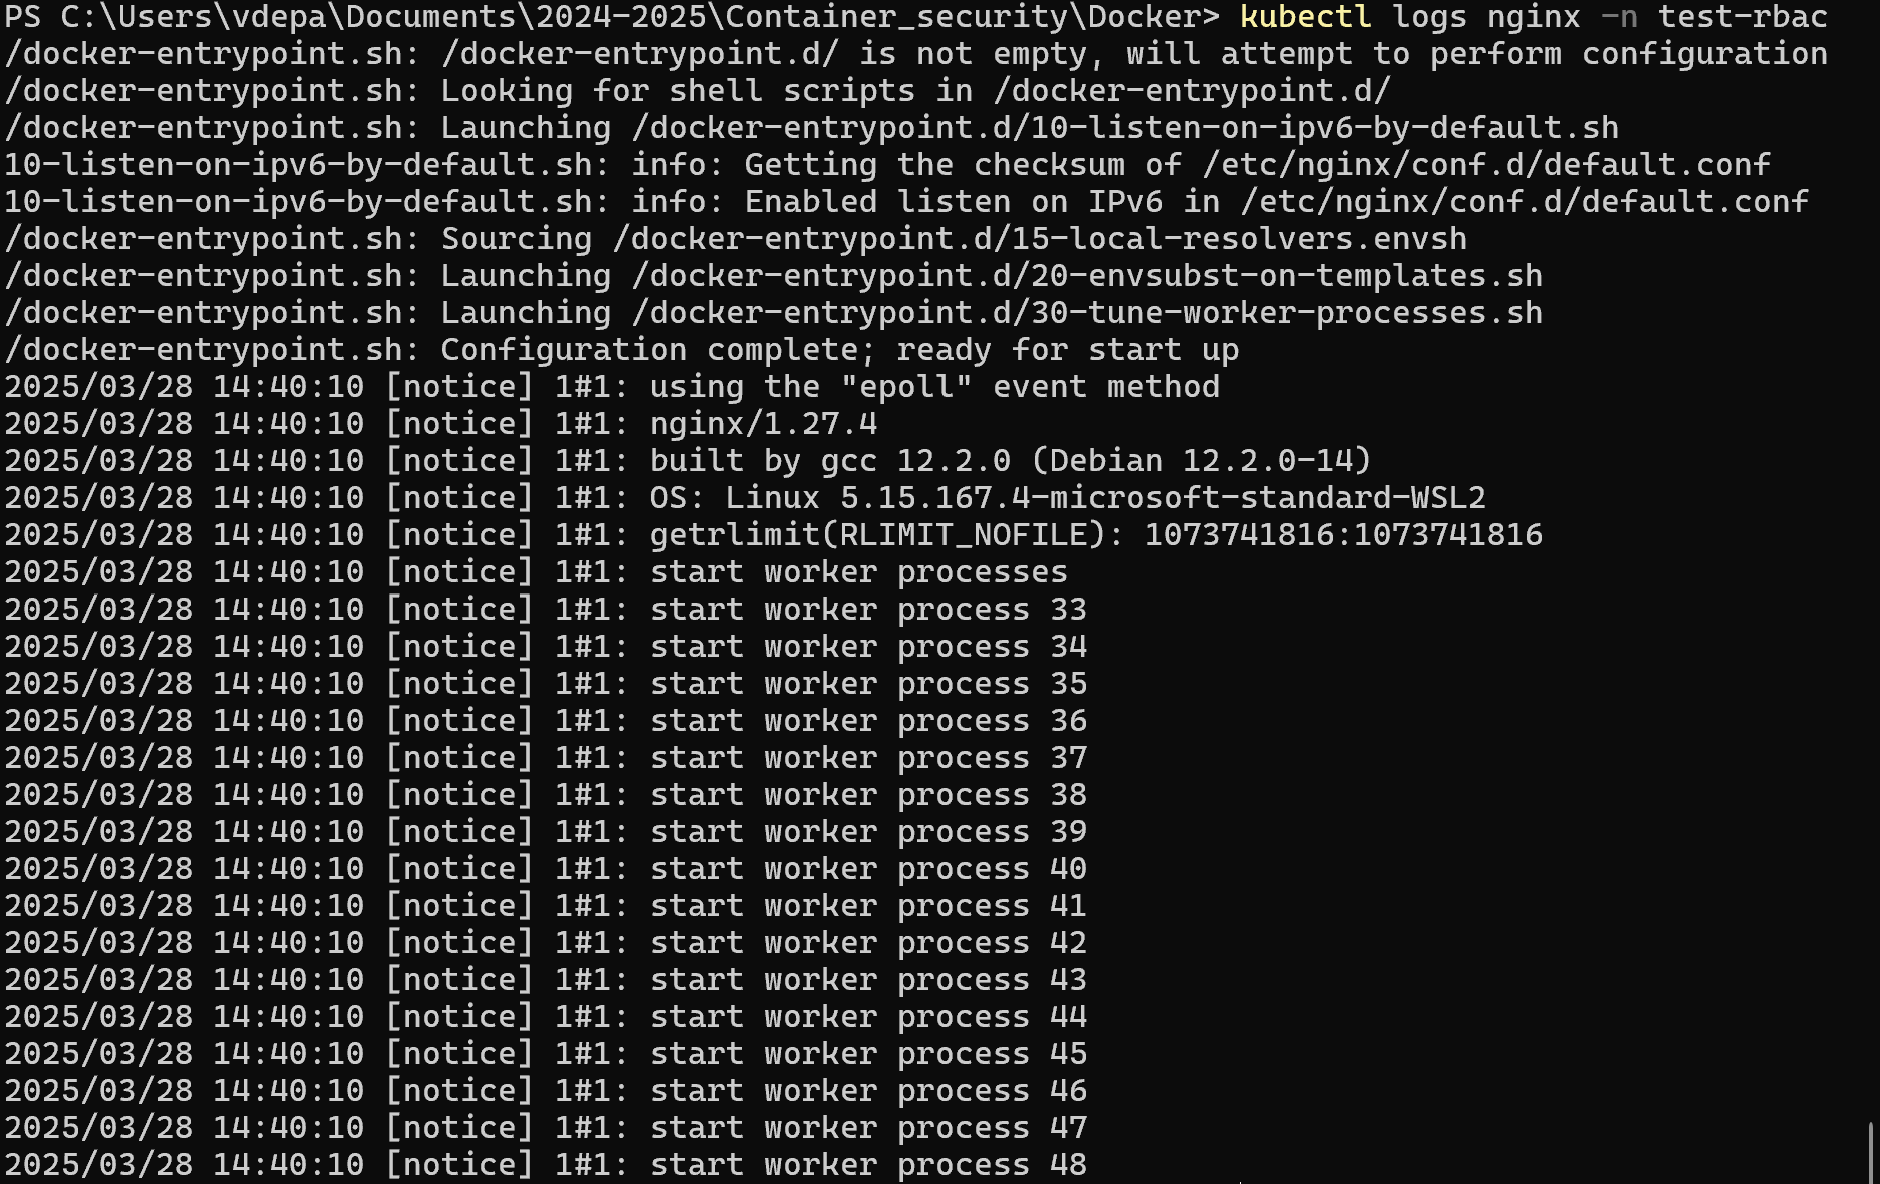 PS C:\Users\vdepa\Documents\2024-2025\Container_security\Docker> kubectl logs nginx -n test-rbac
/docker-entrypoint.sh: /docker-entrypoint.d/ is not empty, will attempt to perform configuration
/docker-entrypoint.sh: Looking for shell scripts in /docker-entrypoint.d/
/docker-entrypoint.sh: Launching /docker-entrypoint.d/10-listen-on-ipv6-by-default.sh
10-listen-on-ipv6-by-default.sh: info: Getting the checksum of /etc/nginx/conf.d/default.conf
10-listen-on-ipv6-by-default.sh: info: Enabled listen on IPv6 in /etc/nginx/conf.d/default.conf
/docker-entrypoint.sh: Sourcing /docker-entrypoint.d/15-local-resolvers.envsh
/docker-entrypoint.sh: Launching /docker-entrypoint.d/20-envsubst-on-templates.sh
/docker-entrypoint.sh: Launching /docker-entrypoint.d/30-tune-worker-processes.sh
/docker-entrypoint.sh: Configuration complete; ready for start up
2025/03/28 14:40:10 [notice] 1#1: using the "epoll" event method
2025/03/28 14:40:10 [notice] 1#1: nginx/1.27.4
2025/03/28 14:40:10 [notice] 1#1: built by gcc 12.2.0 (Debian 12.2.0-14)
2025/03/28 14:40:10 [notice] 1#1: OS: Linux 5.15.167.4-microsoft-standard-WSL2
2025/03/28 14:40:10 [notice] 1#1: getrlimit(RLIMIT_NOFILE): 1073741816:1073741816
2025/03/28 14:40:10 [notice] 1#1: start worker processes
2025/03/28 14:40:10 [notice] 1#1: start worker process 33
2025/03/28 14:40:10 [notice] 1#1: start worker process 34
2025/03/28 14:40:10 [notice] 1#1: start worker process 35
2025/03/28 14:40:10 [notice] 1#1: start worker process 36
2025/03/28 14:40:10 [notice] 1#1: start worker process 37
2025/03/28 14:40:10 [notice] 1#1: start worker process 38
2025/03/28 14:40:10 [notice] 1#1: start worker process 39
2025/03/28 14:40:10 [notice] 1#1: start worker process 40
2025/03/28 14:40:10 [notice] 1#1: start worker process 41
2025/03/28 14:40:10 [notice] 1#1: start worker process 42
2025/03/28 14:40:10 [notice] 1#1: start worker process 43
2025/03/28 14:40:10 [notice] 1#1: start worker process 44
2025/03/28 14:40:10 [notice] 1#1: start worker process 45
2025/03/28 14:40:10 [notice] 1#1: start worker process 46
2025/03/28 14:40:10 [notice] 1#1: start worker process 47
2025/03/28 14:40:10 [notice] 1#1: start worker process 48